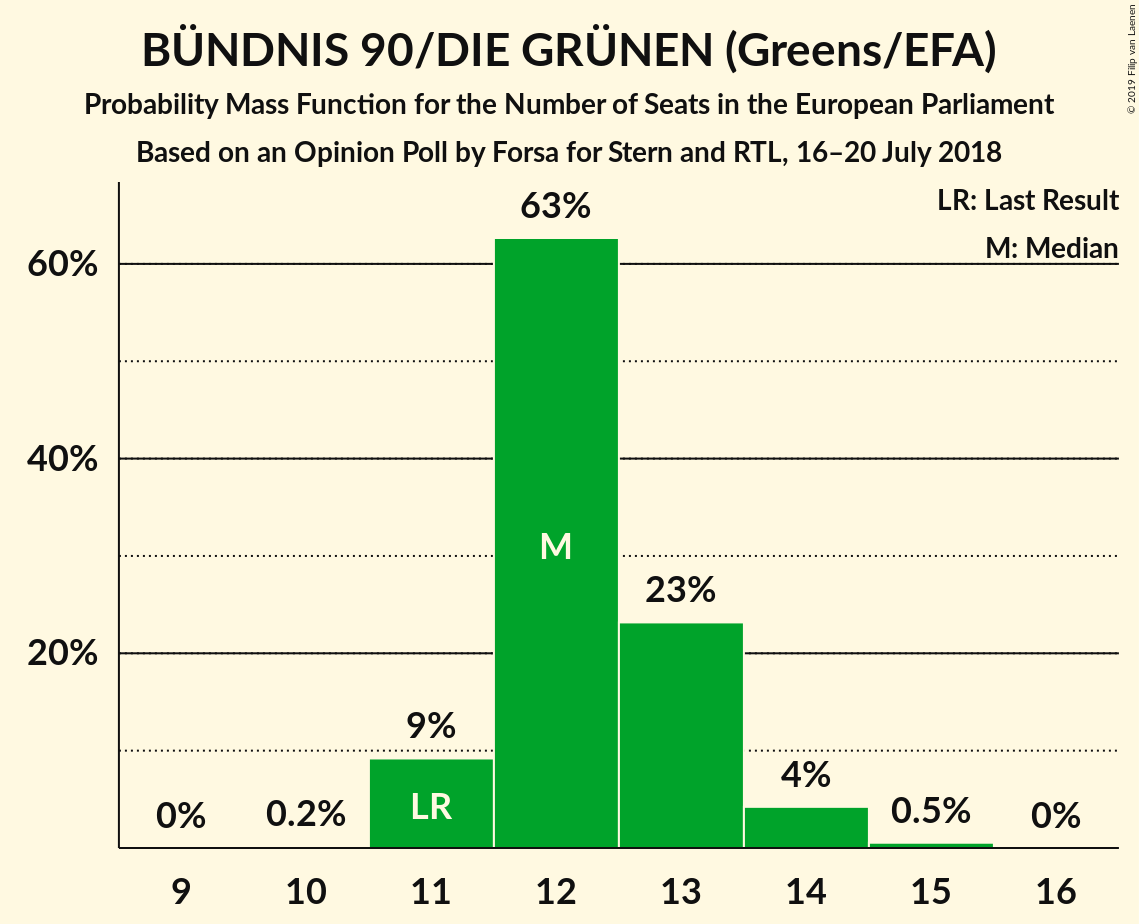 BÜNDNIS 90/DIE GRÜNEN (Greens/EFA)
Probability Mass Function for the Number of Seats in the European Parliament
Based on an Opinion Poll by Forsa for Stern and RTL, 16–20 July 2018
© 2019 Filip van Laenen
LR: Last Result
M: Median
60%
40%
20%
0%
0.2%
9%
63%
23%
4%
0.5%
0%
LR
M
9 10 11 12 13 14 15 16